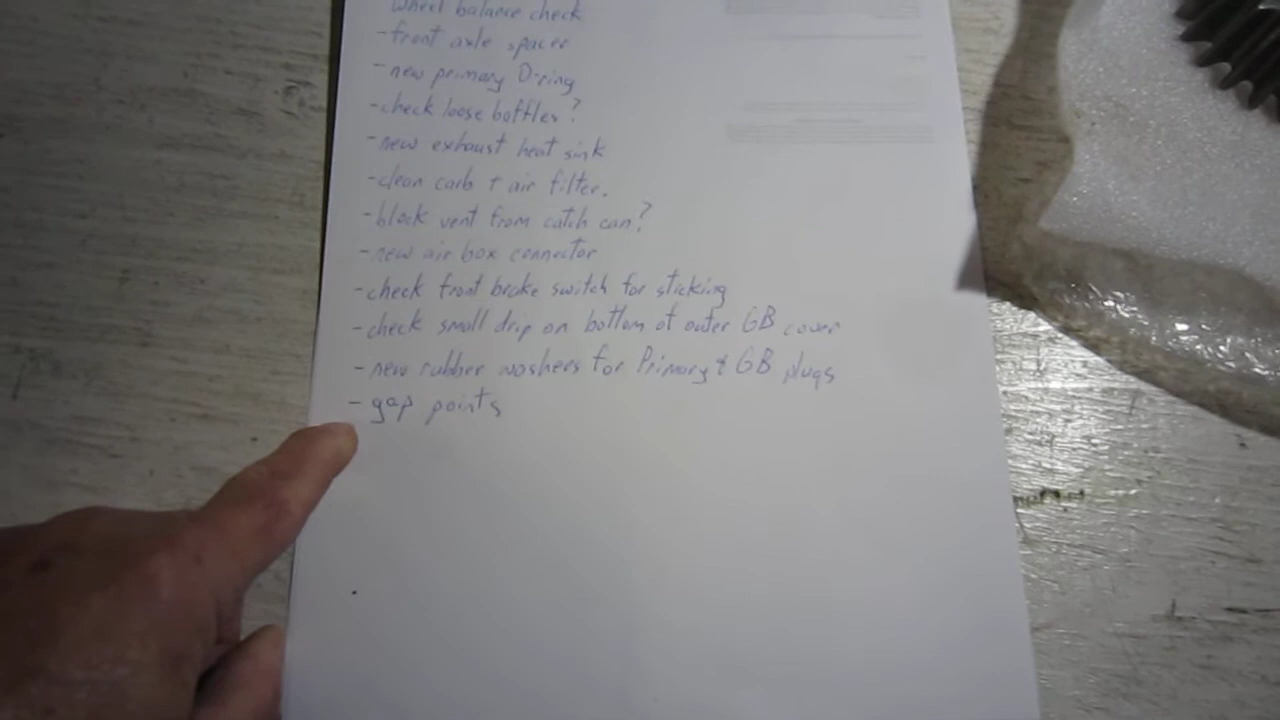 wheel balance check
-front axle spacer
-new primary O-ring
-check loose baffles?
-new exhaust heat sink
-clean carb + air filter.
-block vent from catch can?
-new air box connector
-check front brake switch for sticking
-check small drip on bottom of outer GB cover
-new rubber washers for Primary & GB plugs
-gap points